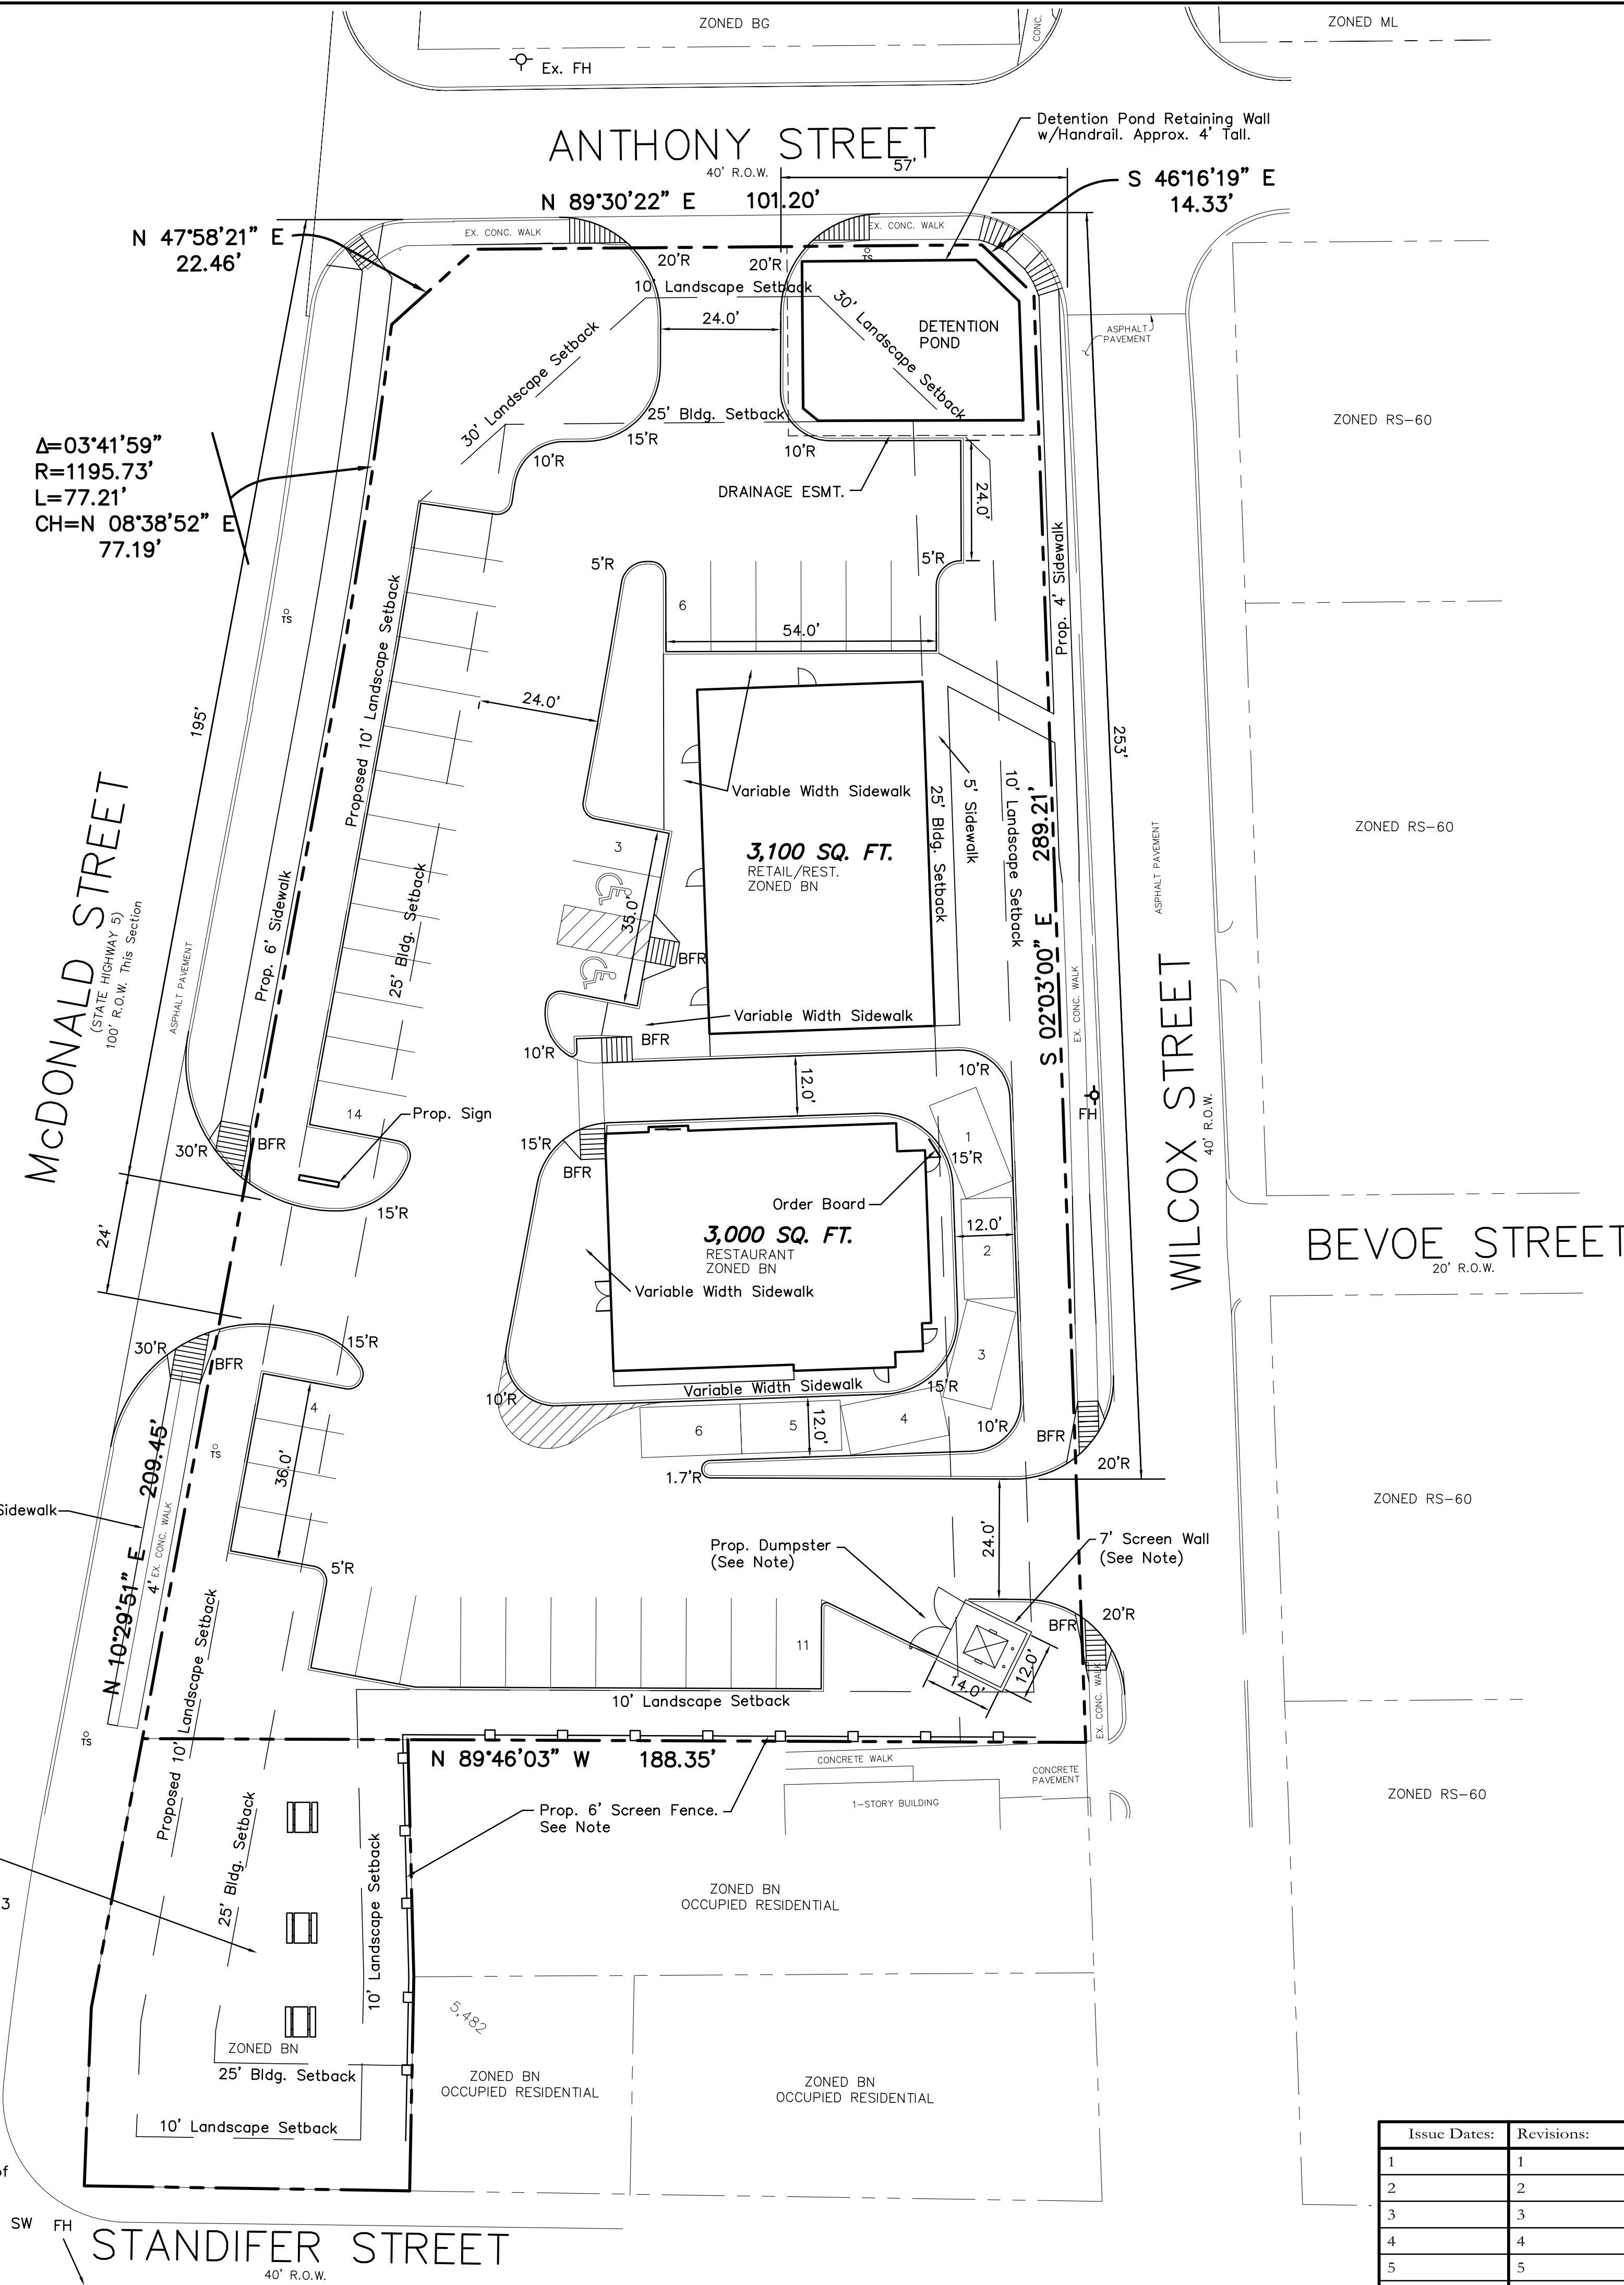 ZONED BG
CONC.
ZONED ML
Ex. FH
ANTHONY STREET
40' R.O.W.
57'
Detention Pond Retaining Wall
w/Handrail. Approx. 4' Tall.
S 46°16'19" E
14.33'
N 89°30'22" E 101.20'
N 47°58'21" E
22.46'
EX. CONC. WALK
EX. CONC. WALK
TS
20'R
20'R
10' Landscape Setback
30' Landscape Setback
30' Landscape Setback
24.0'
DETENTION
POND
ASPHALT
PAVEMENT
25' Bldg. Setback
15'R
10'R
10'R
ZONED RS-60
Δ=03°41'59"
R=1195.73'
L=77.21'
CH=N 08°38'52" E
77.19'
DRAINAGE ESMT.
24.0'
Prop. 4' Sidewalk
5'R
5'R
TS
6
54.0'
Proposed 10' Landscape Setback
24.0'
195'
253'
Variable Width Sidewalk
5' Sidewalk
10' Landscape Setback
25' Bldg. Setback
S 02°03'00" E 289.21'
ASPHALT PAVEMENT
ZONED RS-60
3,100 SQ. FT.
RETAIL/REST.
ZONED BN
3
35.0'
BFR
McDONALD STREET
(STATE HIGHWAY 5)
100' R.O.W. This Section
ASPHALT PAVEMENT
Prop. 6' Sidewalk
25' Bldg. Setback
EX. CONC. WALK
Variable Width Sidewalk
10'R
BFR
12.0'
10'R
FH
WILCOX STREET
40' R.O.W.
14
Prop. Sign
30'R
BFR
15'R
15'R
BFR
1
15'R
Order Board
24'
3,000 SQ. FT.
RESTAURANT
ZONED BN
12.0'
2
BEVOE STREET
20' R.O.W.
Variable Width Sidewalk
30'R
BFR
15'R
3
Variable Width Sidewalk
10'R
15'R
4
36.0'
6
5
12.0'
4
10'R
BFR
20'R
1.7'R
TS
N 10°29'51" E 209.45'
4' EX. CONC. WALK
Sidewalk
ZONED RS-60
24.0'
Prop. Dumpster
(See Note)
7' Screen Wall
(See Note)
5'R
Proposed 10' Landscape Setback
11
BFR
20'R
14.0'
12.0'
EX. CONC. WALK
10' Landscape Setback
TS
N 89°46'03" W 188.35'
CONCRETE WALK
CONCRETE
PAVEMENT
1-STORY BUILDING
ZONED RS-60
Prop. 6' Screen Fence.
See Note
25' Bldg. Setback
10' Landscape Setback
3
ZONED BN
OCCUPIED RESIDENTIAL
5,482
ZONED BN
25' Bldg. Setback
ZONED BN
OCCUPIED RESIDENTIAL
ZONED BN
OCCUPIED RESIDENTIAL
10' Landscape Setback
of
SW FH
STANDIFER STREET
40' R.O.W.
Issue Dates: Revisions:
1 1
2 2
3 3
4 4
5 5